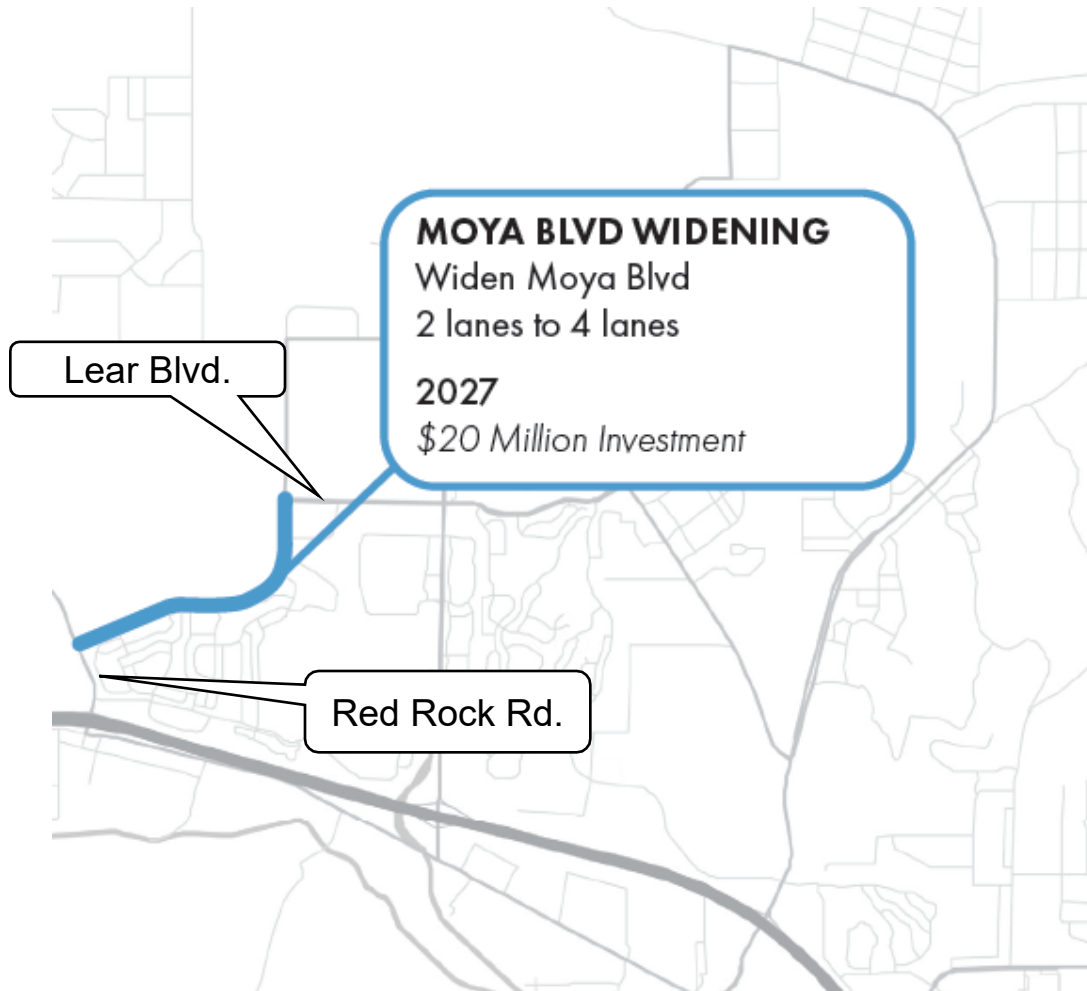 MOYA BLVD WIDENING
Widen Moya Blvd
2 lanes to 4 lanes
2027
$20 Million Investment
Lear Blvd.
Red Rock Rd.